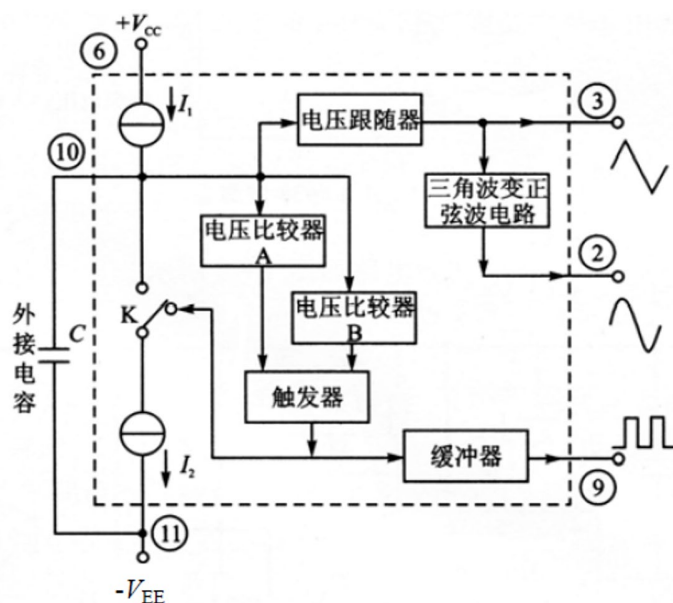 +V_CC
⑥
I₁
③
电压跟随器
⑩
三角波变正
弦波电路
电压比较器
A
②
K
电压比较器
B
外接电容
C
触发器
缓冲器
I₂
⑨
⑪
-V_EE